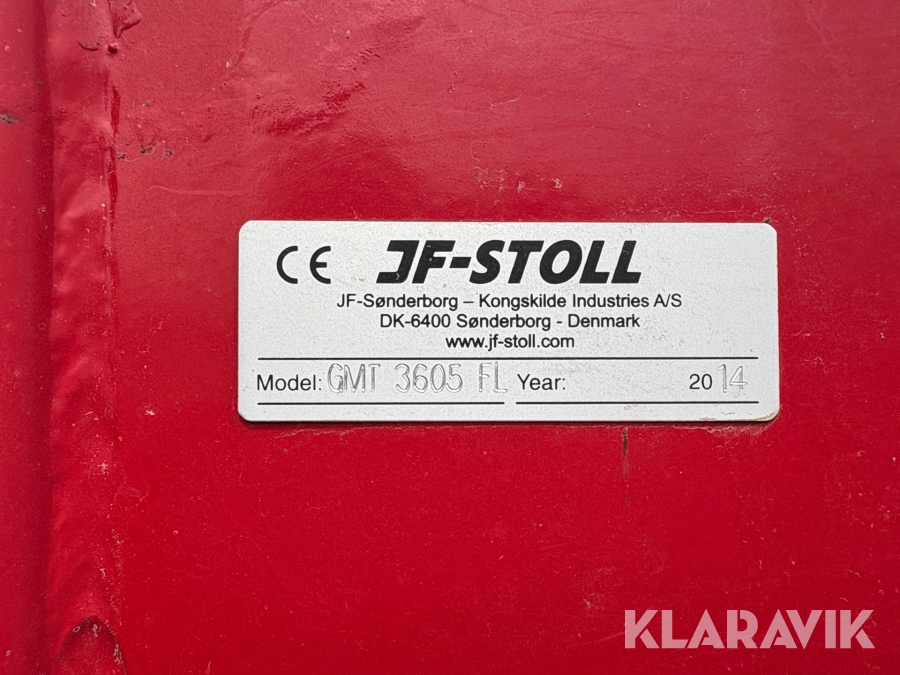 CE JF-STOLL
JF-Sønderborg – Kongskilde Industries A/S
DK-6400 Sønderborg - Denmark
www.jf-stoll.com
Model: GMT 3605 FL Year: 2014
KLARAVIK